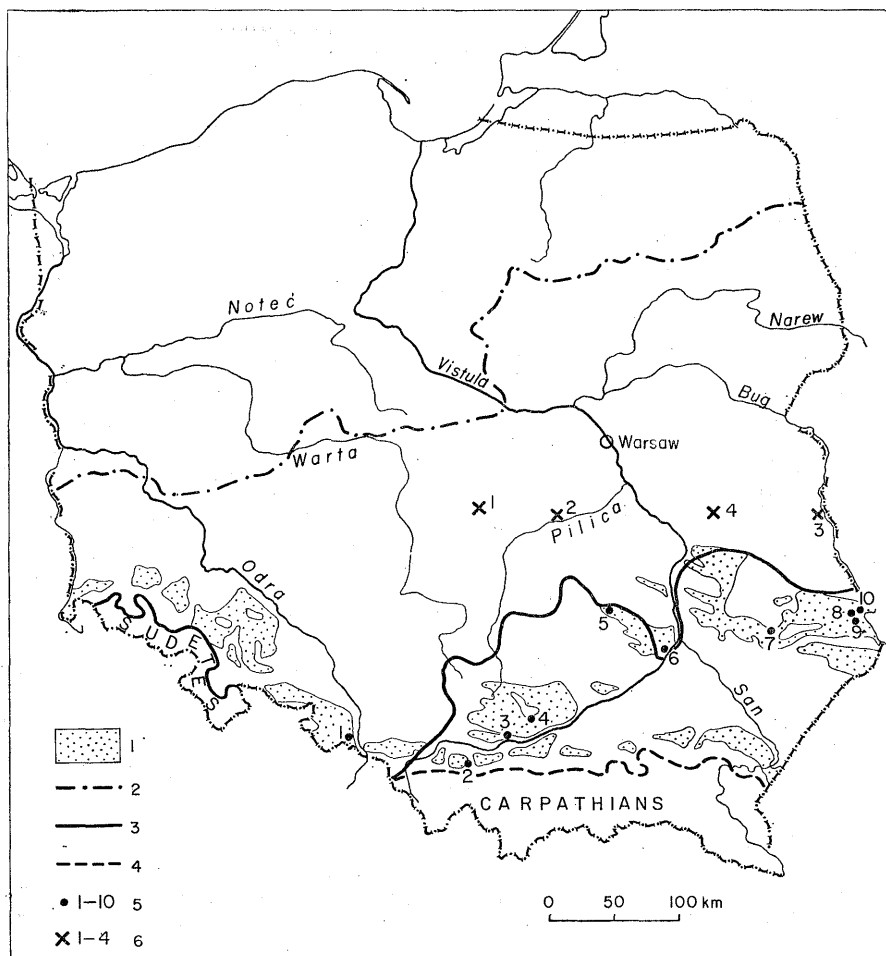 Noteć
Narew
Vistula
Bug
Warsaw
Warta
1
2
4
3
Pilica
Odra
SUDETES
5
6
7
8
10
9
San
1
3
4
2
CARPATHIANS
1
2
3
4
1–10 5
1–4 6
0 50 100 km